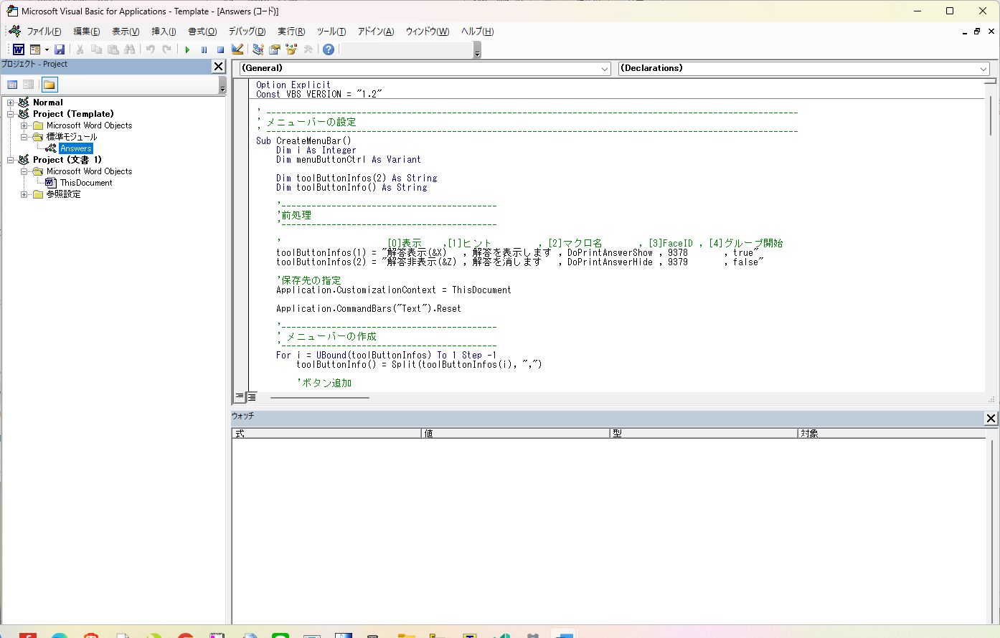 Microsoft Visual Basic for Applications - Template - [Answers (コード)]
ファイル(F) 編集(E) 表示(V) 挿入(I) 書式(O) デバッグ(D) 実行(R) ツール(T) アドイン(A) ウィンドウ(W) ヘルプ(H)
プロジェクト - Project
Normal
Project (Template)
Microsoft Word Objects
標準モジュール
Answers
Project (文書 1)
Microsoft Word Objects
ThisDocument
参照設定
(General) (Declarations)
Option Explicit
Const VBS_VERSION = "1.2"
' ----------------------------------------------------------------------------------------------------------
' メニューバーの設定
' ----------------------------------------------------------------------------------------------------------
Sub CreateMenuBar()
Dim i As Integer
Dim menuButtonCtrl As Variant
Dim toolButtonInfos(2) As String
Dim toolButtonInfo() As String
'-------------------------------------------
'前処理
'-------------------------------------------
' [0]表示 ,[1]ヒント , [2]マクロ名 , [3]FaceID , [4]グループ開始
toolButtonInfos(1) = "解答表示(&X) , 解答を表示します , DoPrintAnswerShow , 9378 , true"
toolButtonInfos(2) = "解答非表示(&Z) , 解答を消します , DoPrintAnswerHide , 9379 , false"
'保存先の指定
Application.CustomizationContext = ThisDocument
Application.CommandBars("Text").Reset
'-------------------------------------------
' メニューバーの作成
'-------------------------------------------
For i = UBound(toolButtonInfos) To 1 Step -1
toolButtonInfo() = Split(toolButtonInfos(i), ",")
'ボタン追加
ウォッチ
式 値 型 対象